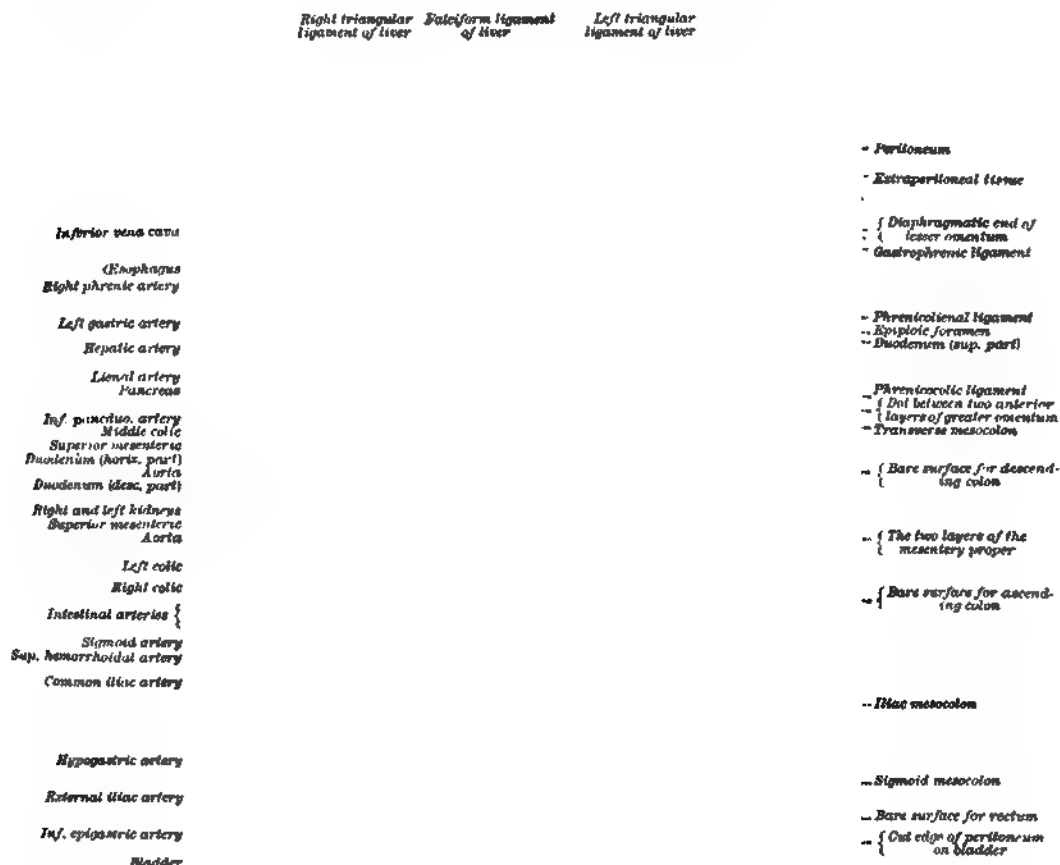 Right triangular
ligament of liver
Falciform ligament
of liver
Left triangular
ligament of liver
Inferior vena cava
Œsophagus
Right phrenic artery
Left gastric artery
Hepatic artery
Lienal artery
Pancreas
Inf. pancduo. artery
Middle colic
Superior mesenteric
Duodenum (horiz. part)
Aorta
Duodenum (desc. part)
Right and left kidneys
Superior mesenteric
Aorta
Left colic
Right colic
Intestinal arteries {
Sigmoid artery
Sup. hemorrhoidal artery
Common iliac artery
Hypogastric artery
External iliac artery
Inf. epigastric artery
Bladder
Peritoneum
Extraperitoneal tissue
{ Diaphragmatic end of
lesser omentum
Gastrophrenic ligament
Phrenicolienal ligament
Epiploic foramen
Duodenum (sup. part)
Phrenicocolic ligament
{ Dot between two anterior
layers of greater omentum
Transverse mesocolon
{ Bare surface for descend-
ing colon
{ The two layers of the
mesentery proper
{ Bare surface for ascend-
ing colon
Iliac mesocolon
Sigmoid mesocolon
Bare surface for rectum
{ Cut edge of peritoneum
on bladder